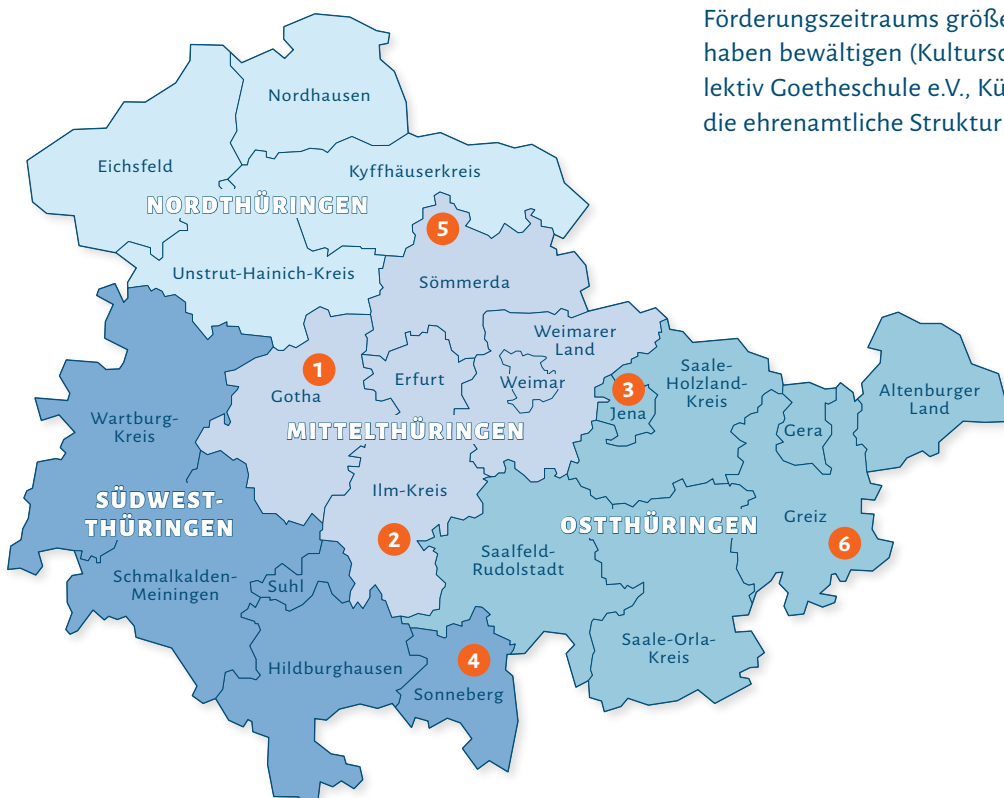 Förderungszeitraums größe
haben bewältigen (Kulturso
lektiv Goetheschule e.V., Kü
die ehrenamtliche Struktur
Nordhausen
Eichsfeld
Kyffhäuserkreis
NORDTHÜRINGEN
5
Unstrut-Hainich-Kreis
Sömmerda
Weimarer
Land
1
Gotha
Erfurt
Weimar
3
Jena
Saale-
Holzland-
Kreis
Altenburger
Land
Gera
Wartburg-
Kreis
MITTELTHÜRINGEN
SÜDWEST-
THÜRINGEN
Ilm-Kreis
2
OSTTHÜRINGEN
Greiz
6
Saalfeld-
Rudolstadt
Schmalkalden-
Meiningen
Suhl
Saale-Orla-
Kreis
Hildburghausen
4
Sonneberg